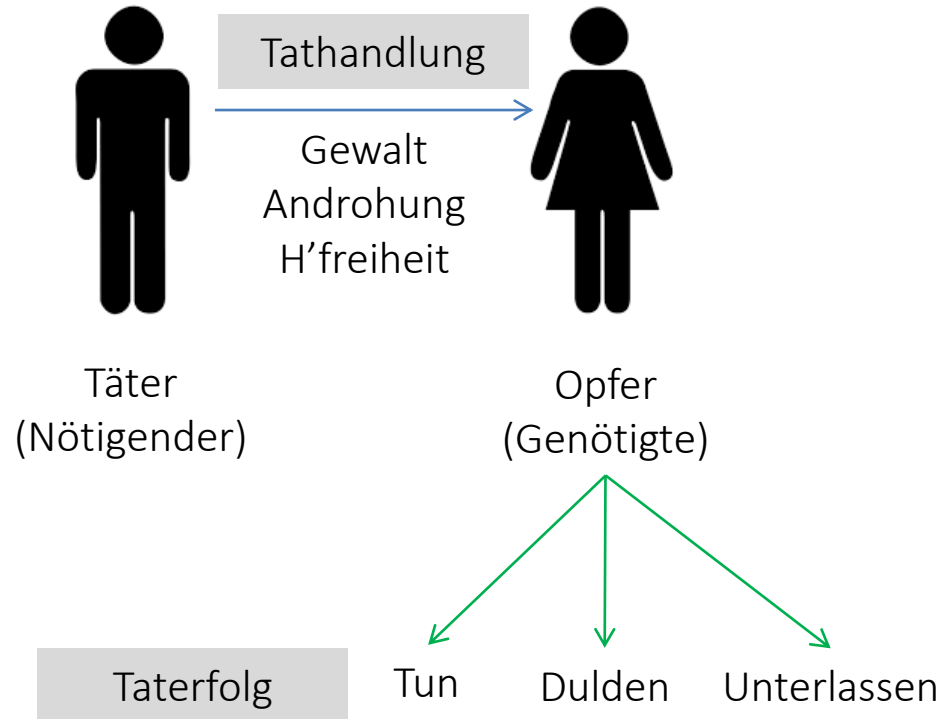 Tathandlung
Gewalt
Androhung
H’freiheit
Täter
(Nötigender)
Opfer
(Genötigte)
Taterfolg
Tun
Dulden
Unterlassen